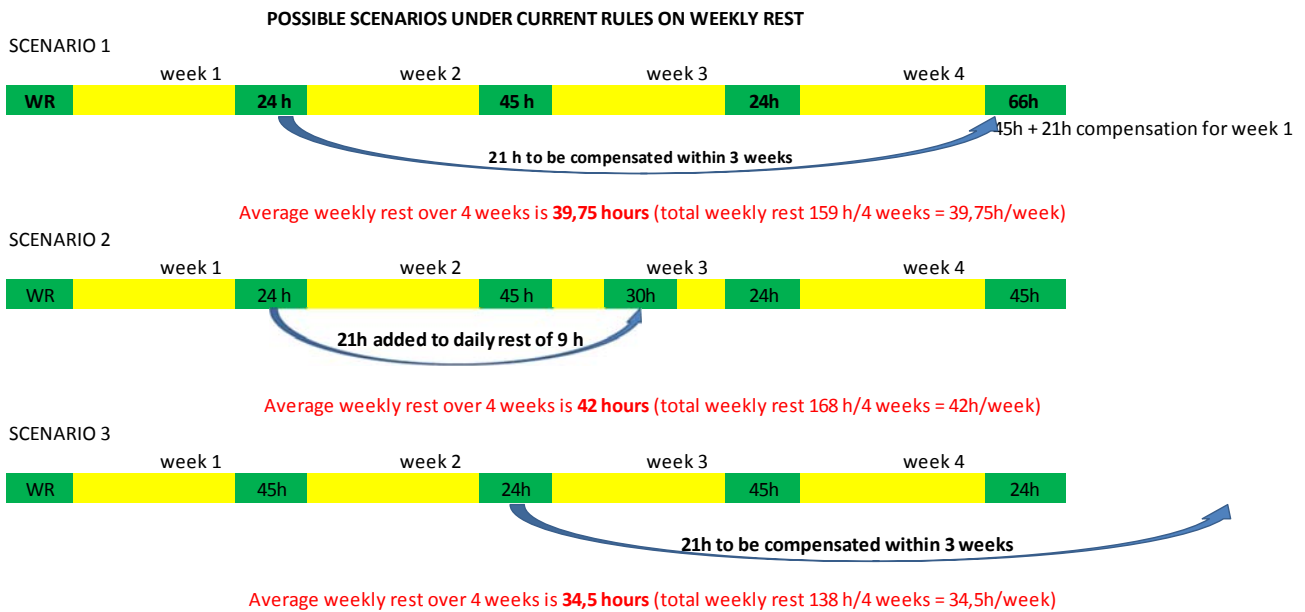 POSSIBLE SCENARIOS UNDER CURRENT RULES ON WEEKLY REST
SCENARIO 1
week 1 week 2 week 3 week 4
WR 24 h 45 h 24h 66h
45h + 21h compensation for week 1
21 h to be compensated within 3 weeks
Average weekly rest over 4 weeks is 39,75 hours (total weekly rest 159 h/4 weeks = 39,75h/week)
SCENARIO 2
week 1 week 2 week 3 week 4
WR 24 h 45 h 30h 24h 45h
21h added to daily rest of 9 h
Average weekly rest over 4 weeks is 42 hours (total weekly rest 168 h/4 weeks = 42h/week)
SCENARIO 3
week 1 week 2 week 3 week 4
WR 45h 24h 45h 24h
21h to be compensated within 3 weeks
Average weekly rest over 4 weeks is 34,5 hours (total weekly rest 138 h/4 weeks = 34,5h/week)